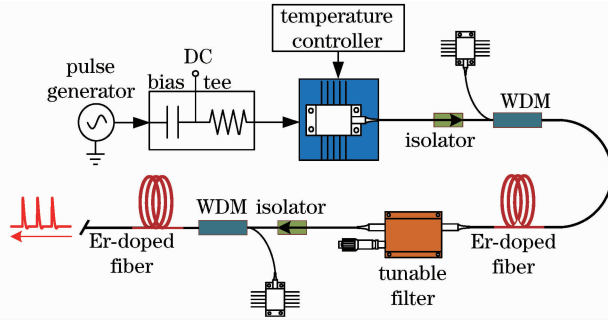 temperature
controller
pulse
generator
DC
bias tee
isolator
WDM
Er-doped
fiber
WDM
isolator
tunable
filter
Er-doped
fiber